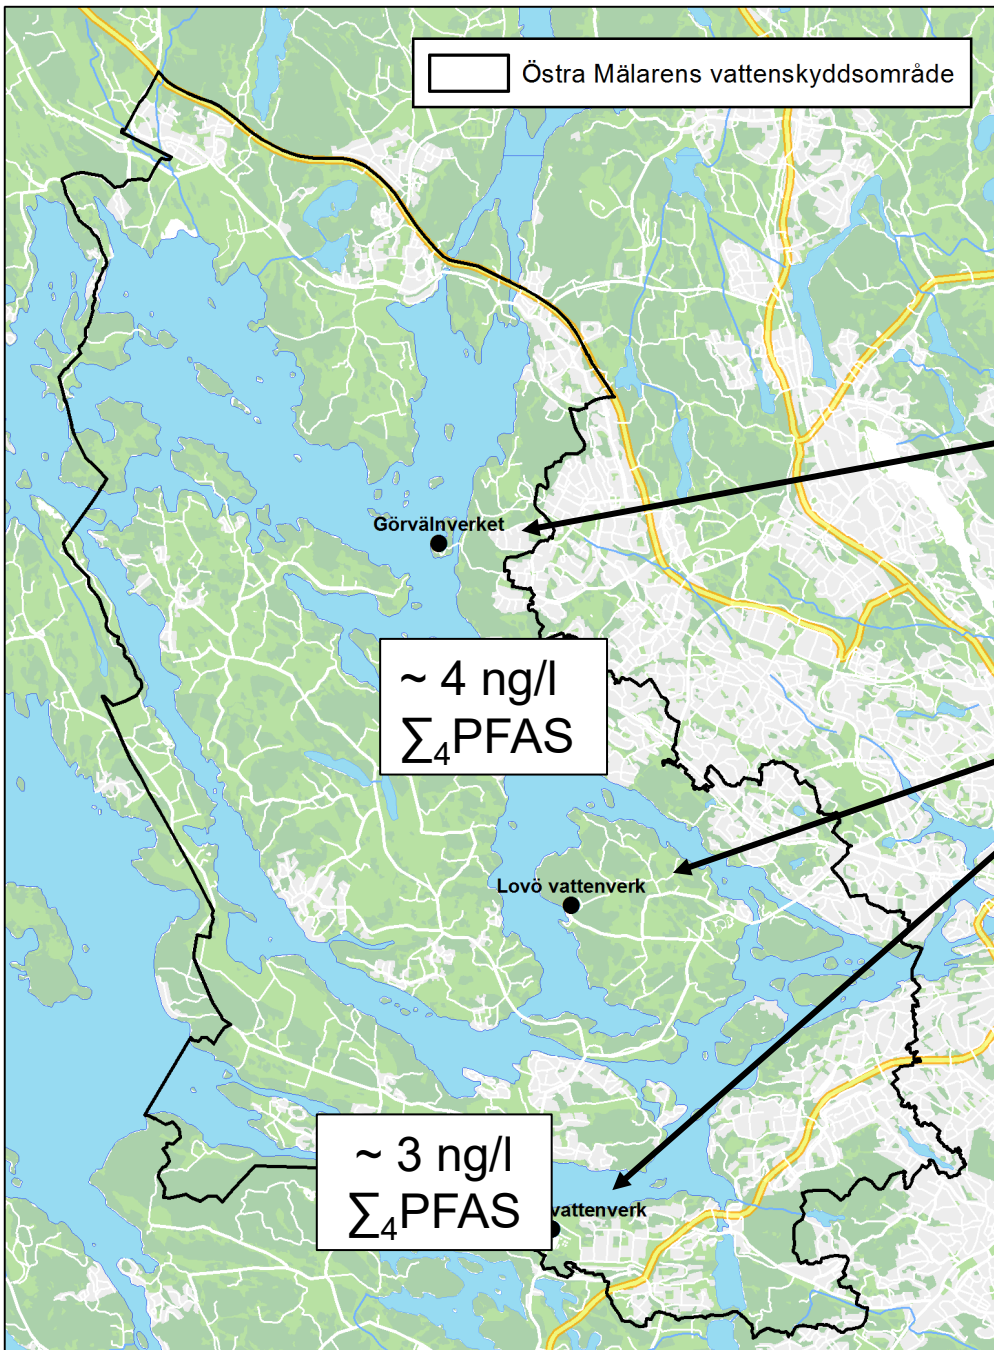 Östra Mälarens vattenskyddsområde
Görvälnverket
~ 4 ng/l
∑₄PFAS
Lovö vattenverk
~ 3 ng/l
∑₄PFAS
vattenverk